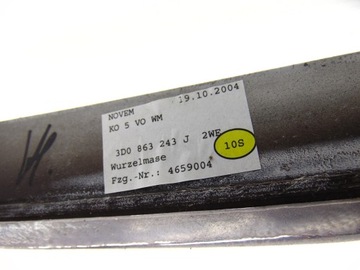 NOVEM 19.10.2004
KO 5 VO WM
3D0 863 243 J 2WE
Wurzelmase
Fzg.-Nr.: 4659004
10S